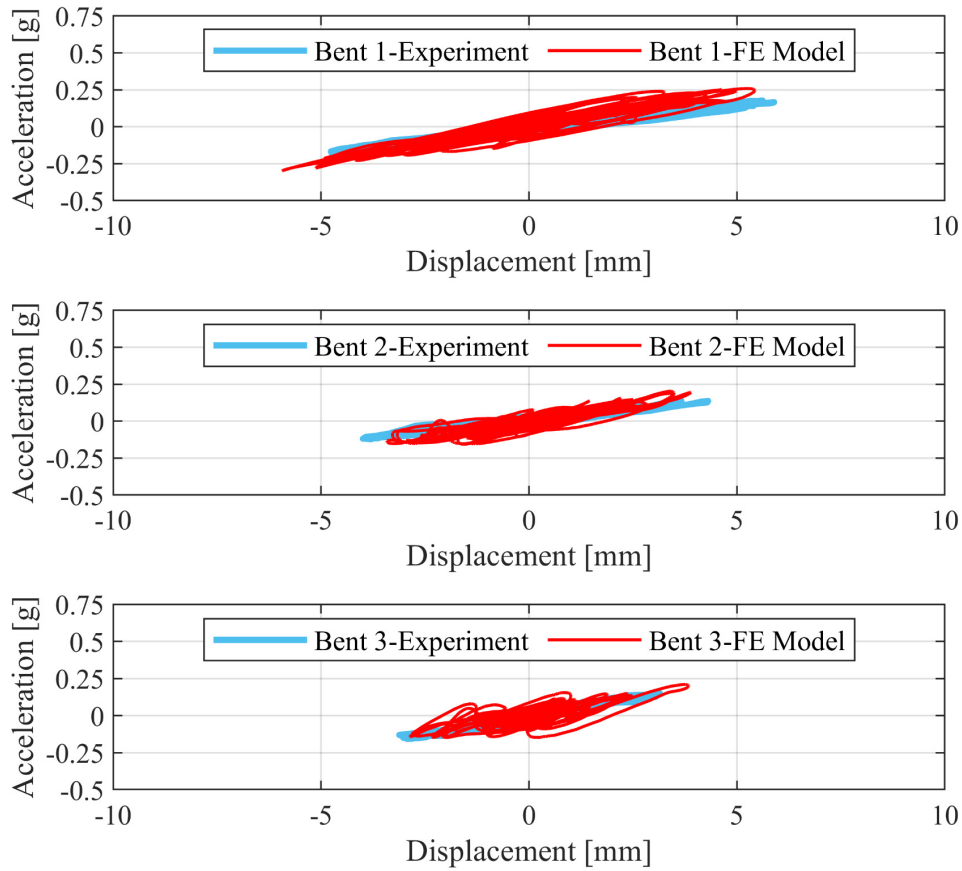 0.75
Bent 1-Experiment Bent 1-FE Model
0.5
0.25
0
-0.25
-0.5
Acceleration [g]
-10 -5 0 5 10
Displacement [mm]
0.75
Bent 2-Experiment Bent 2-FE Model
0.5
0.25
0
-0.25
-0.5
Acceleration [g]
-10 -5 0 5 10
Displacement [mm]
0.75
Bent 3-Experiment Bent 3-FE Model
0.5
0.25
0
-0.25
-0.5
Acceleration [g]
-10 -5 0 5 10
Displacement [mm]